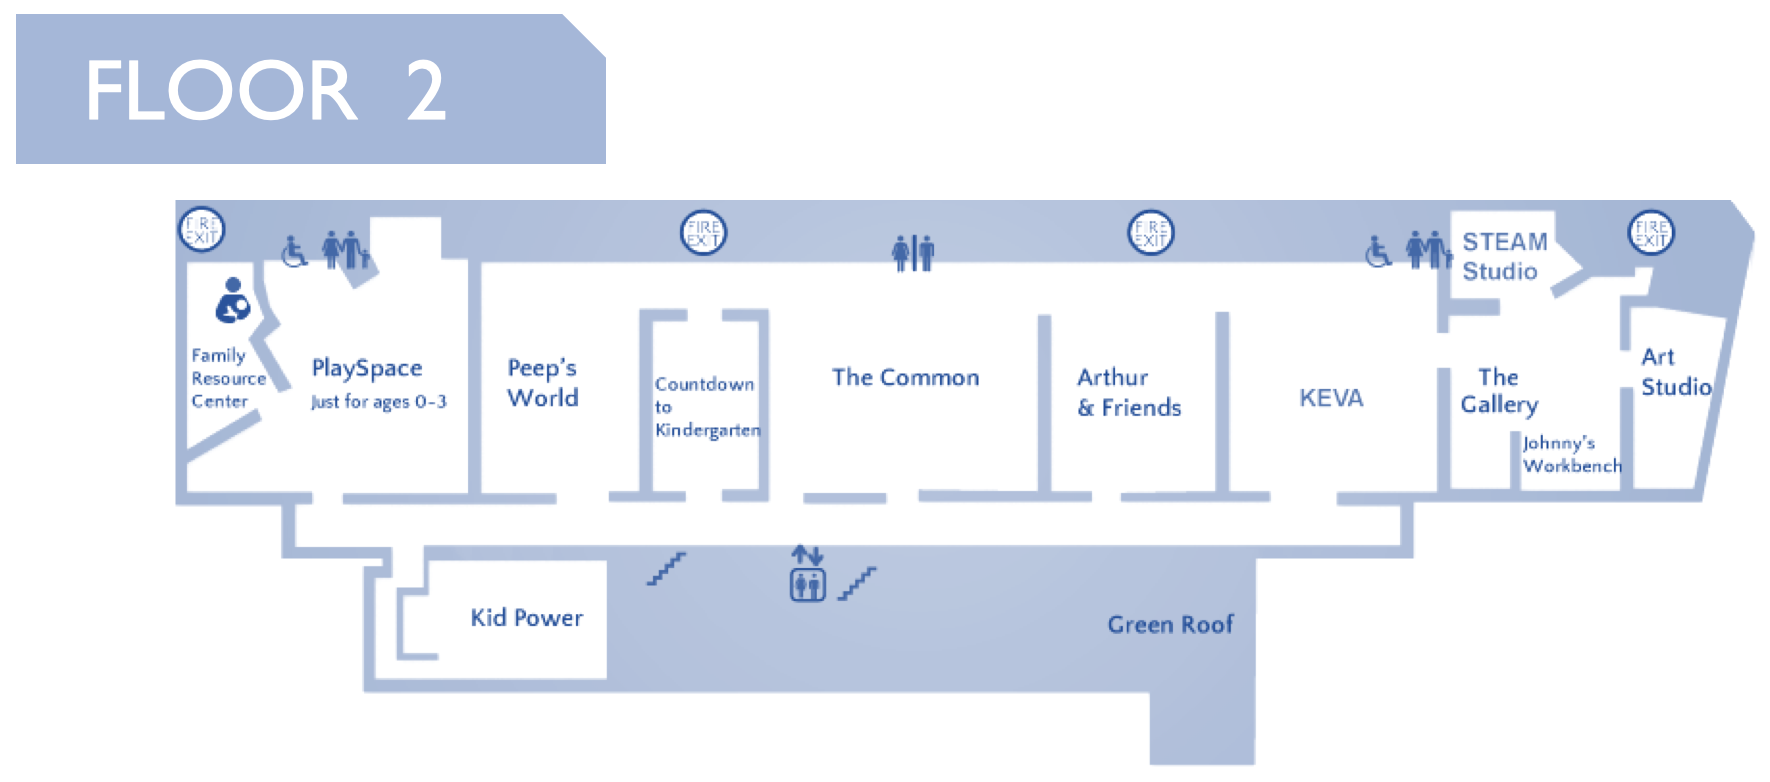 FLOOR 2
FIRE
EXIT
FIRE
EXIT
FIRE
EXIT
FIRE
EXIT
STEAM
Studio
Family
Resource
Center
PlaySpace
Just for ages 0-3
Peep's
World
Countdown
to
Kindergarten
The Common
Arthur
& Friends
KEVA
The
Gallery
Johnny's
Workbench
Art
Studio
Kid Power
Green Roof